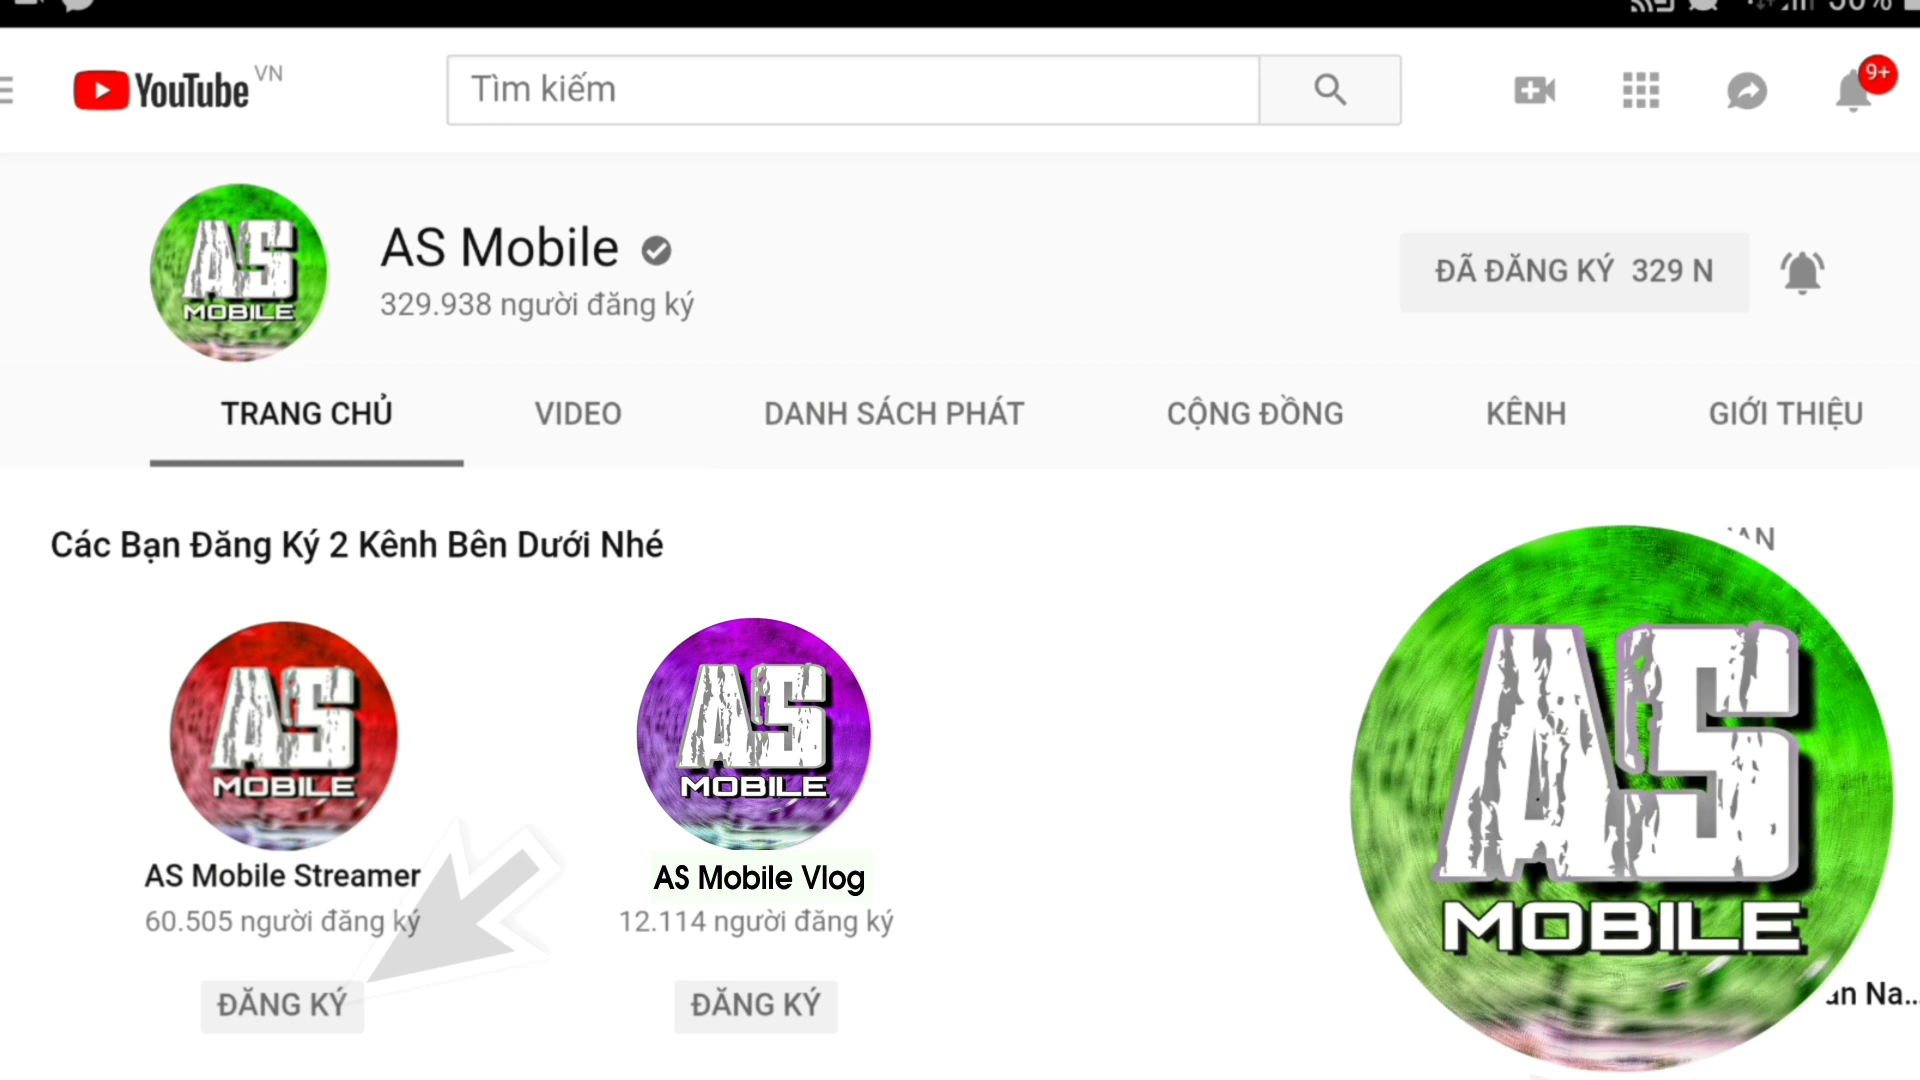 YouTube VN
Tìm kiếm
9+
AS
MOBILE
AS Mobile
329.938 người đăng ký
ĐÃ ĐĂNG KÝ 329 N
TRANG CHỦ VIDEO DANH SÁCH PHÁT CỘNG ĐỒNG KÊNH GIỚI THIỆU
Các Bạn Đăng Ký 2 Kênh Bên Dưới Nhé
AS
MOBILE
AS Mobile Streamer
60.505 người đăng ký
ĐĂNG KÝ
AS
MOBILE
AS Mobile Vlog
12.114 người đăng ký
ĐĂNG KÝ
AS
MOBILE